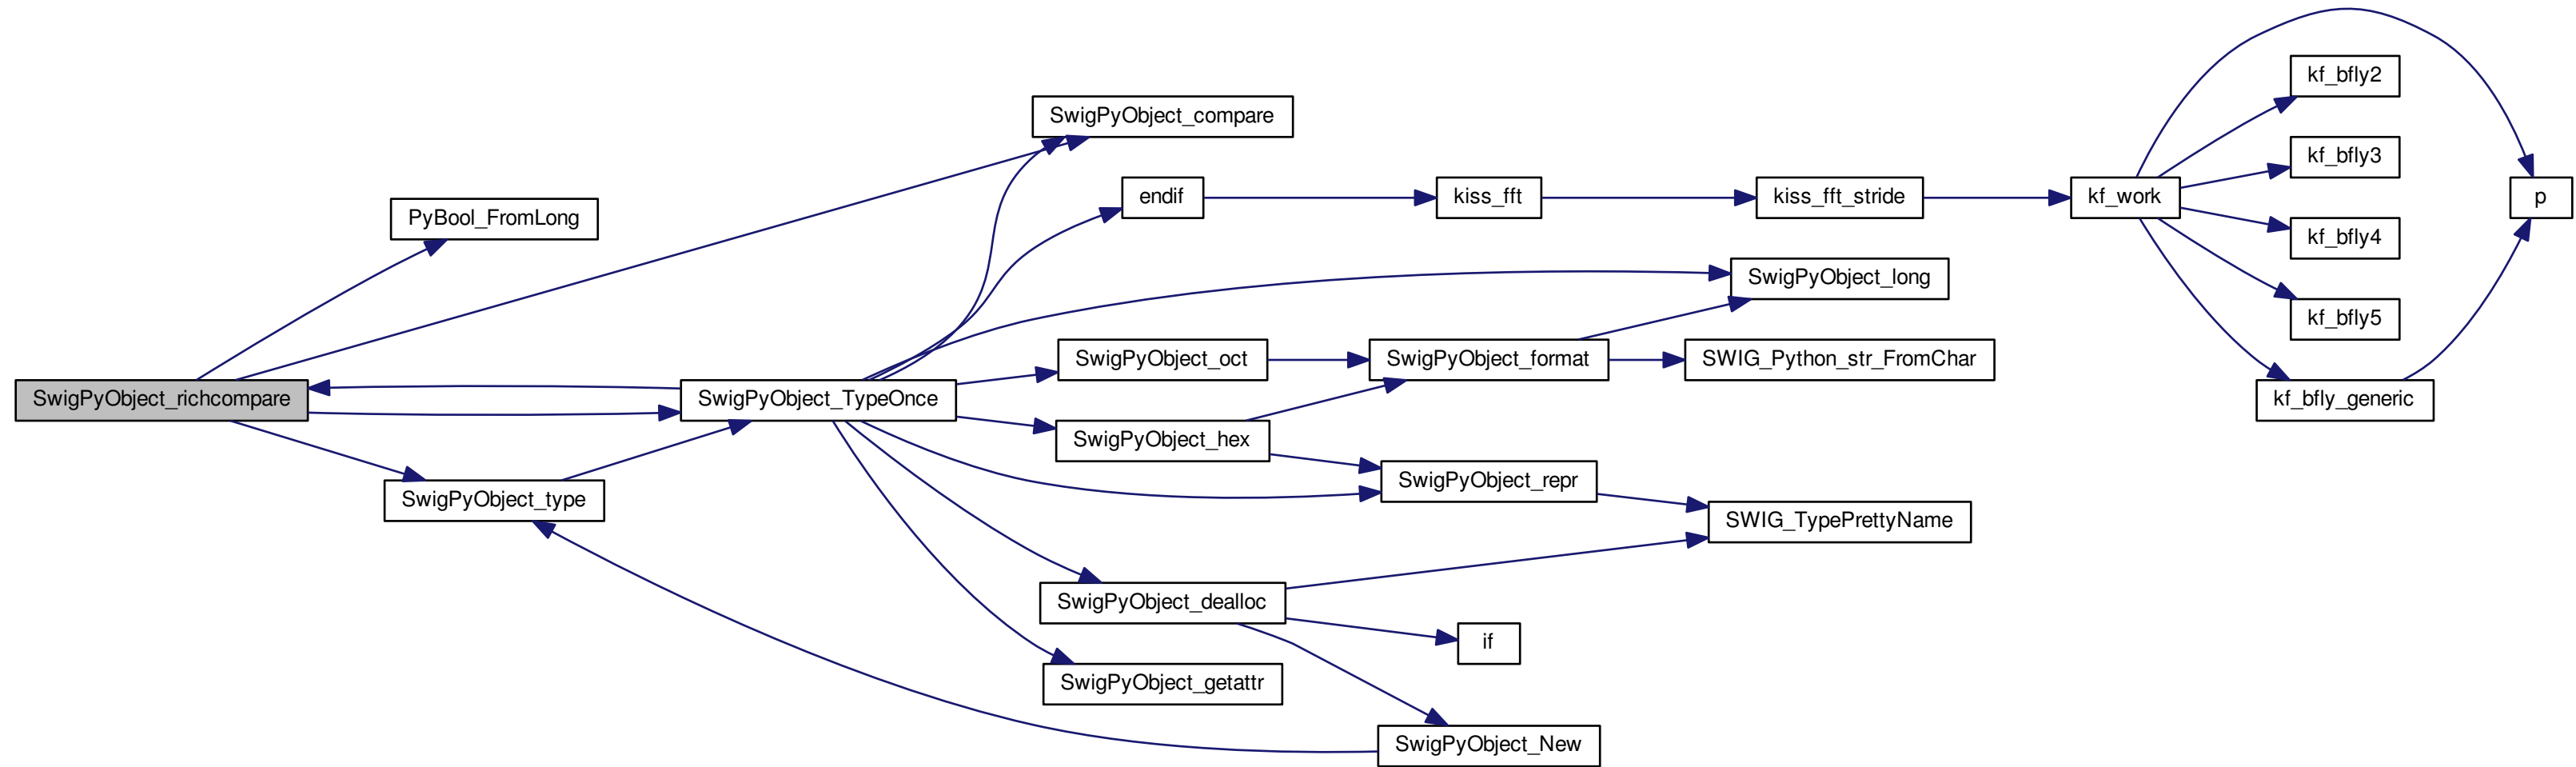 SwigPyObject_richcompare
PyBool_FromLong
SwigPyObject_type
SwigPyObject_TypeOnce
SwigPyObject_compare
endif
SwigPyObject_oct
SwigPyObject_hex
SwigPyObject_dealloc
SwigPyObject_getattr
kiss_fft
SwigPyObject_format
SwigPyObject_repr
if
SwigPyObject_New
kiss_fft_stride
SwigPyObject_long
SWIG_Python_str_FromChar
SWIG_TypePrettyName
kf_work
kf_bfly2
kf_bfly3
kf_bfly4
kf_bfly5
kf_bfly_generic
p